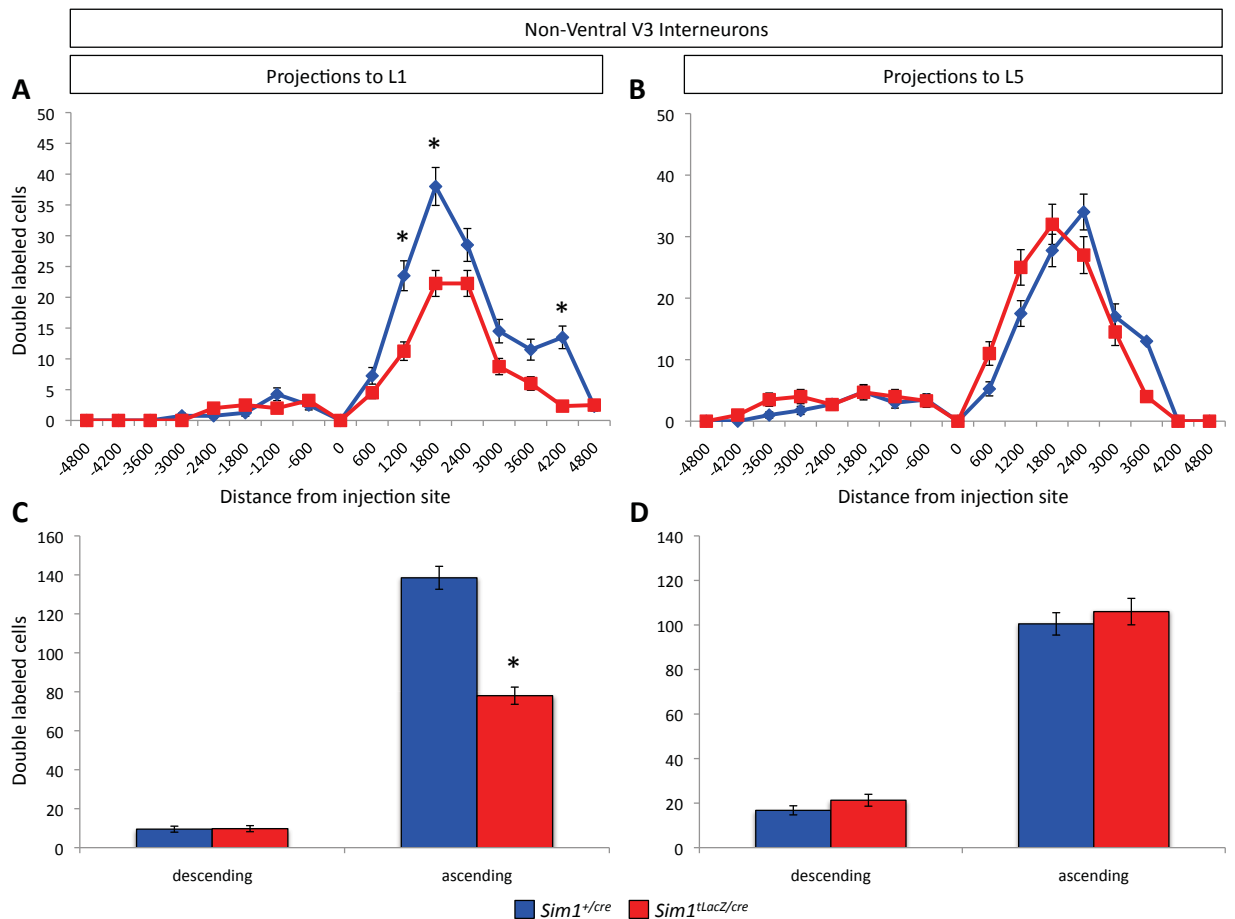 Non-Ventral V3 Interneurons
Projections to L1
Projections to L5
A
B
50
45
40
35
30
25
20
15
10
5
0
Double labeled cells
*
*
*
-4800 -4200 -3600 -3000 -2400 -1800 -1200 -600 0 600 1200 1800 2400 3000 3600 4200 4800
Distance from injection site
50
40
30
20
10
0
-4800 -4200 -3600 -3000 -2400 -1800 -1200 -600 0 600 1200 1800 2400 3000 3600 4200 4800
Distance from injection site
C
D
160
140
120
100
80
60
40
20
0
Double labeled cells
*
descending ascending
140
120
100
80
60
40
20
0
descending ascending
Sim1+/cre Sim1tLacZ/cre